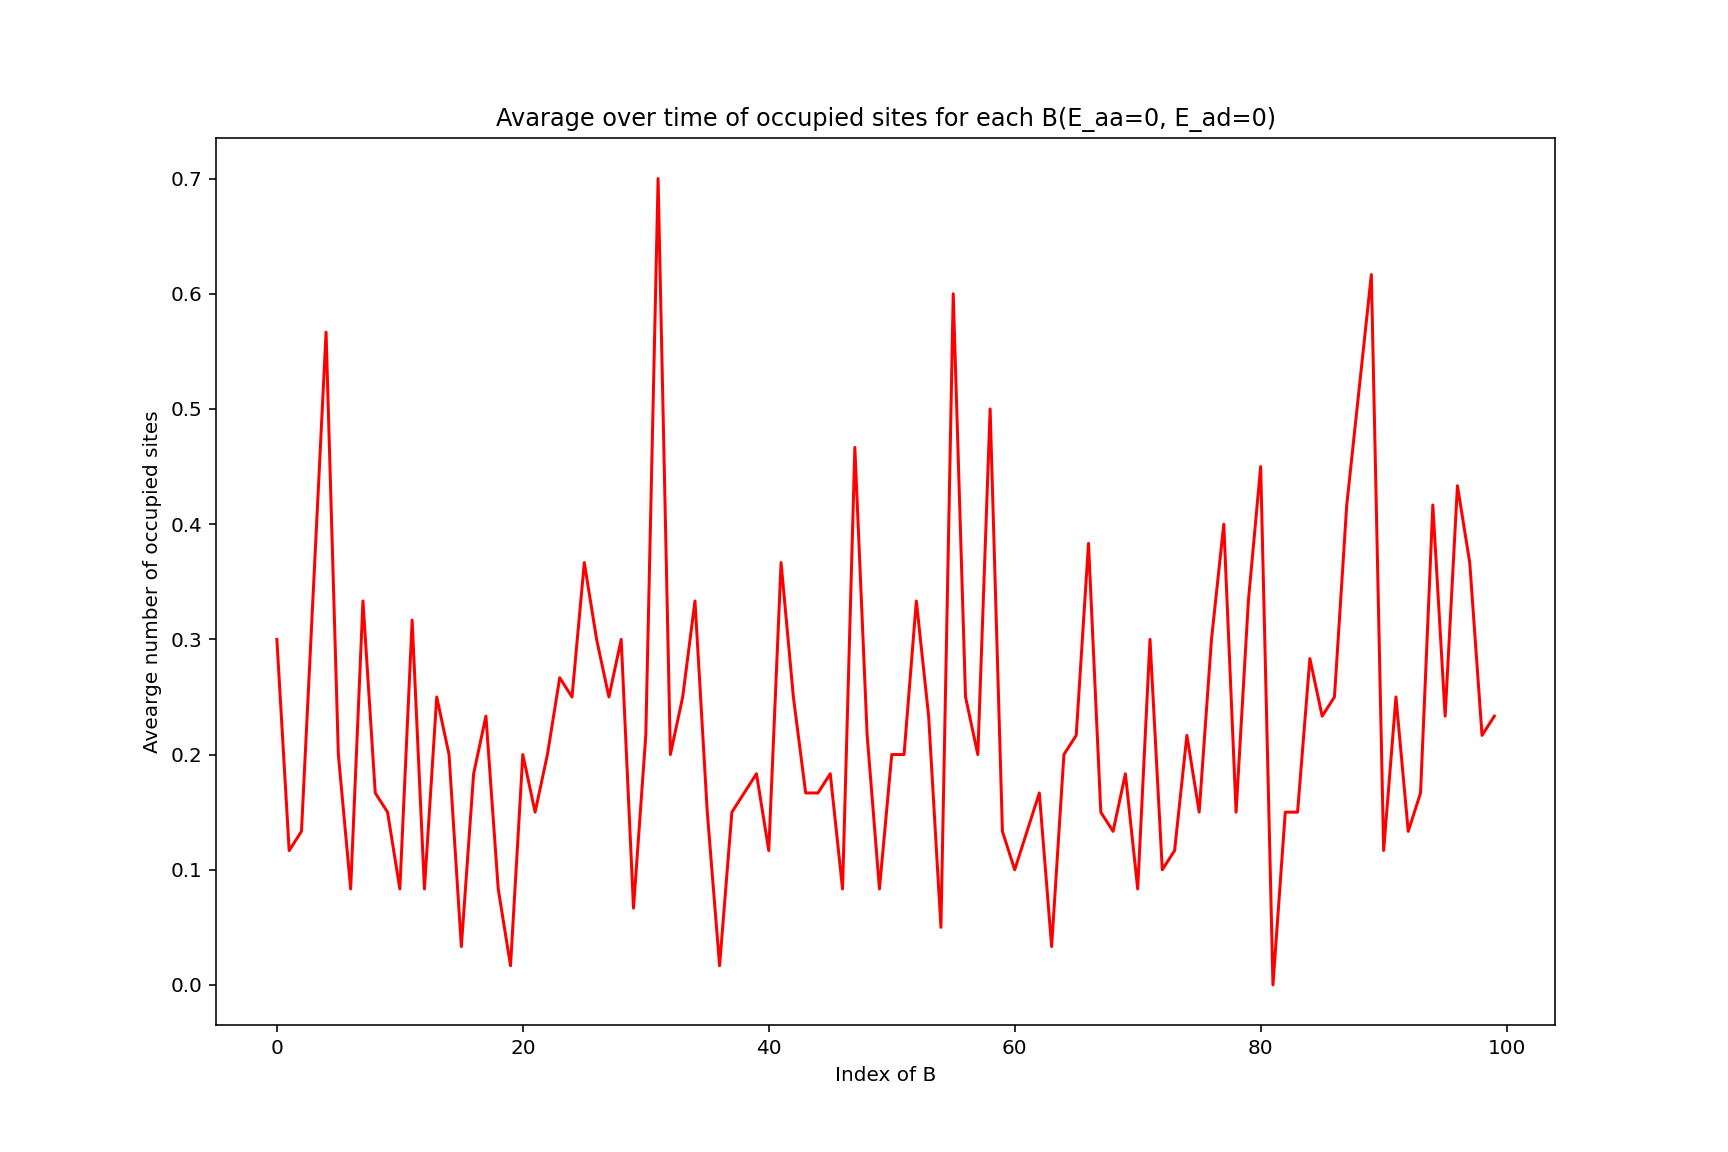 Avarage over time of occupied sites for each B(E_aa=0, E_ad=0)
Avearge number of occupied sites
0.7
0.6
0.5
0.4
0.3
0.2
0.1
0.0
0 20 40 60 80 100
Index of B